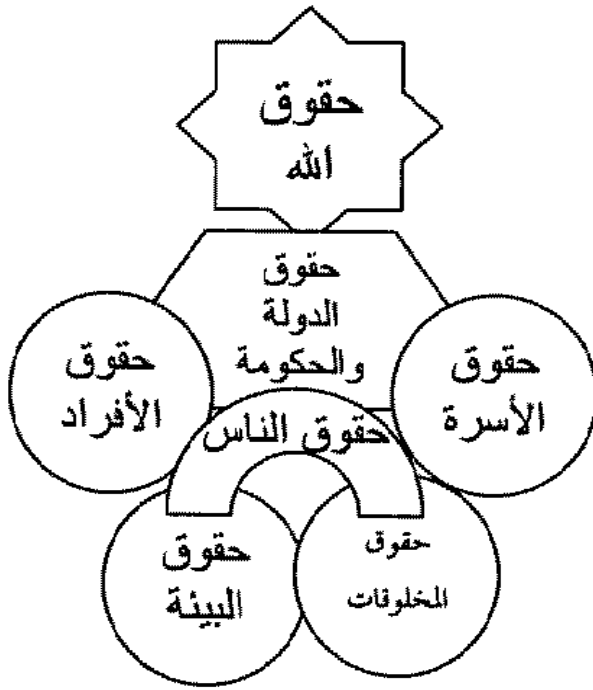 حقوق
الله
حقوق
الدولة
والحكومة
حقوق
الأفراد
حقوق
الأسرة
حقوق الناس
حقوق
البيئة
حقوق
المخلوقات